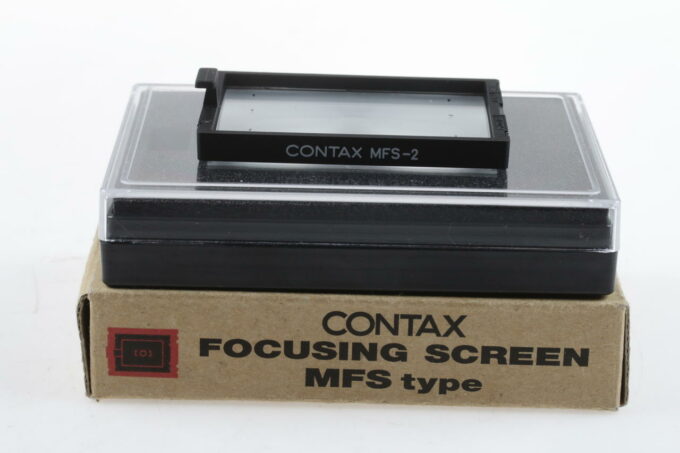 CONTAX MFS-2
CONTAX
FOCUSING SCREEN
MFS type